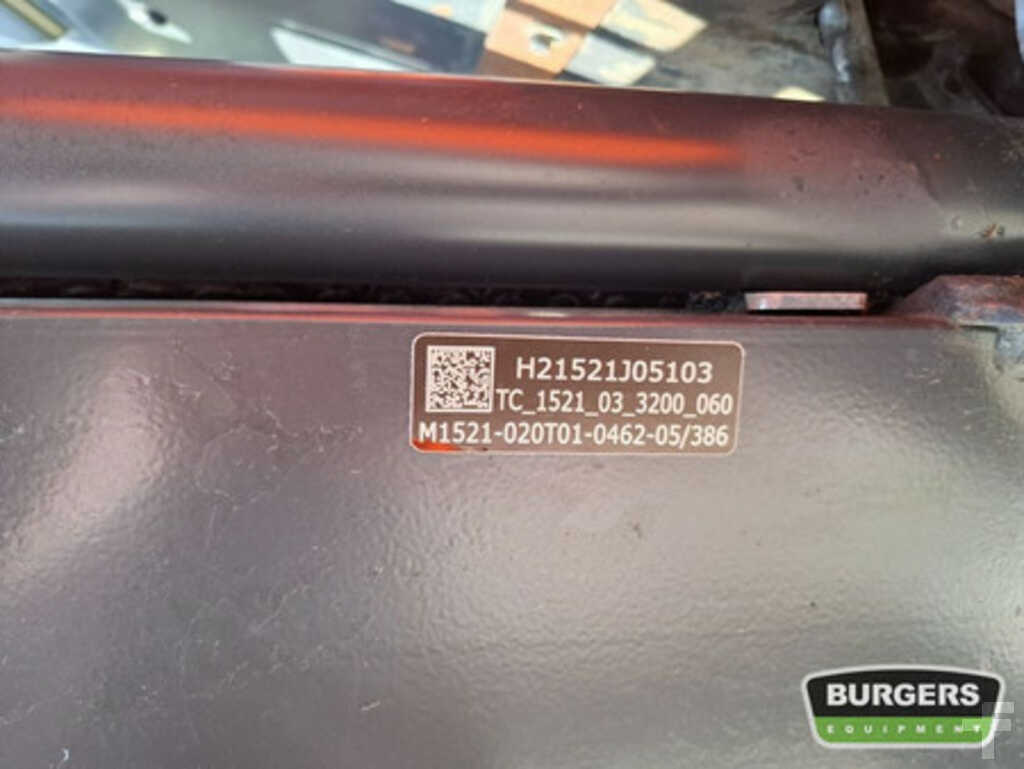 H21521J05103
TC_1521_03_3200_060
M1521-020T01-0462-05/386
BURGERS
EQUIPMENT
F